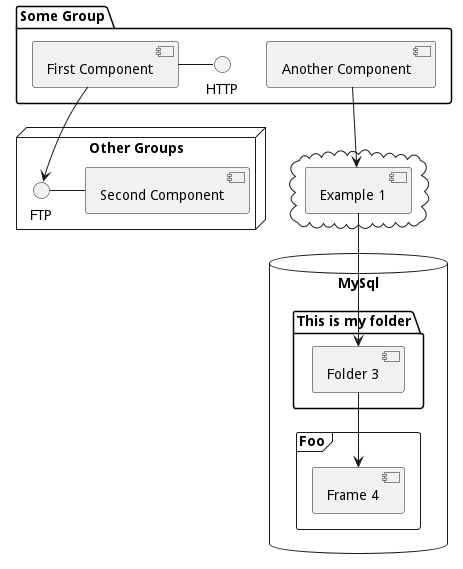 Some Group
First Component
HTTP
Another Component
Other Groups
FTP
Second Component
Example 1
MySql
This is my folder
Folder 3
Foo
Frame 4